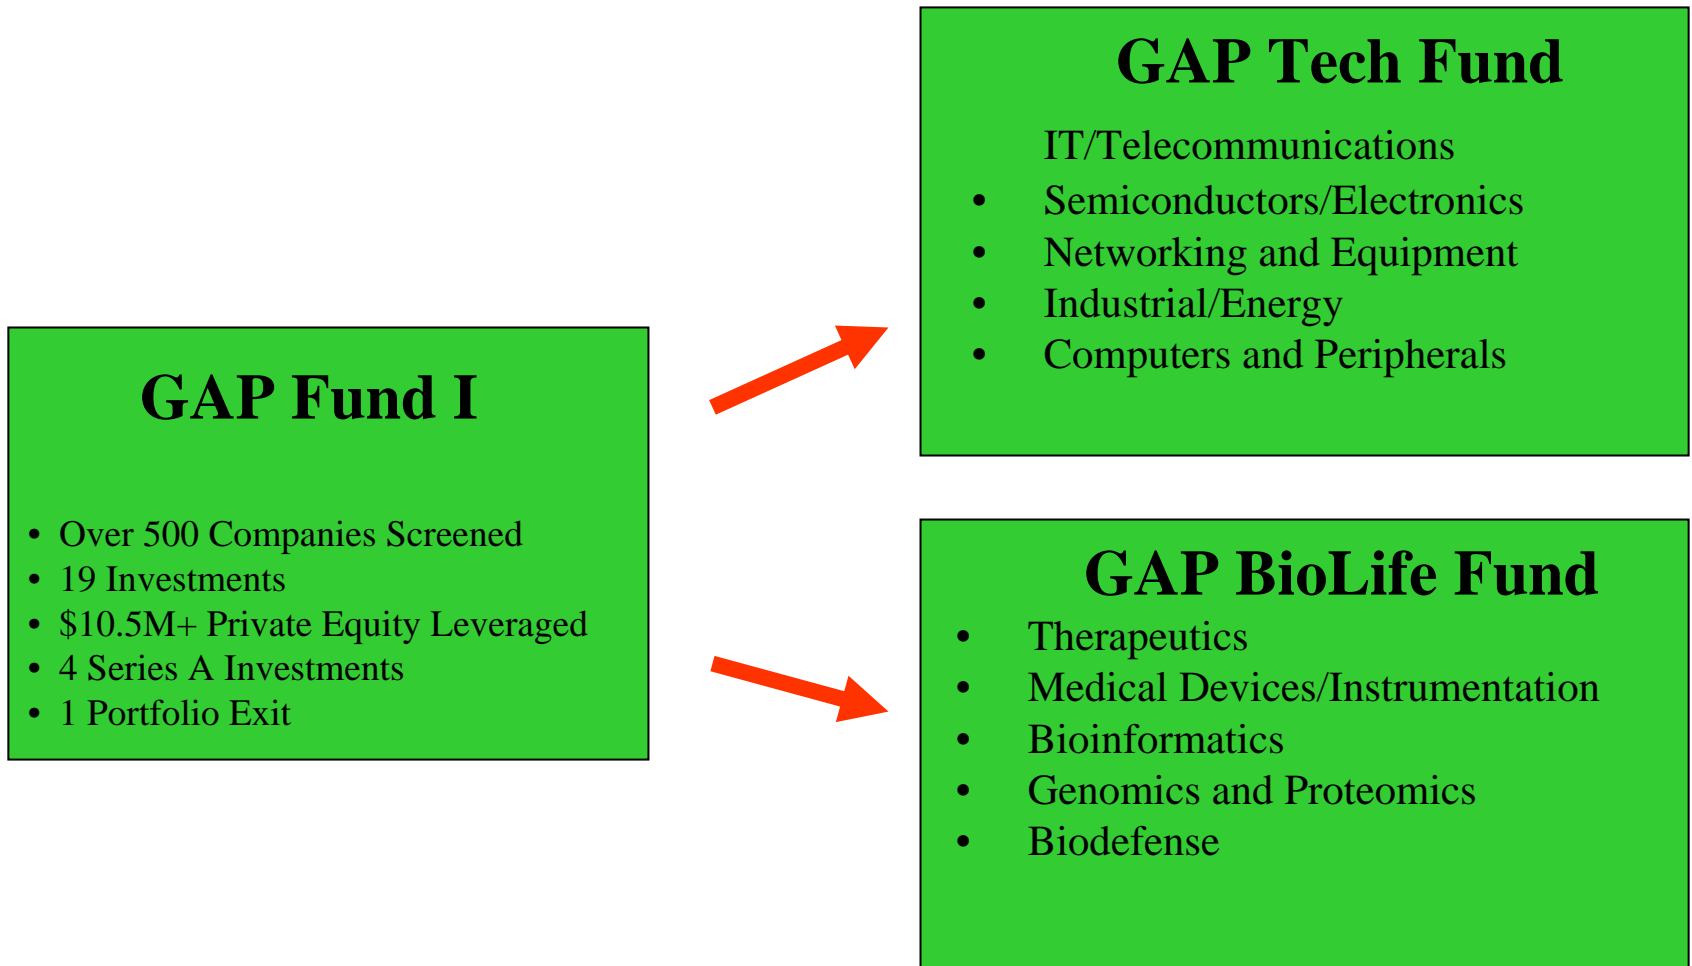 GAP Fund I
• Over 500 Companies Screened
• 19 Investments
• $10.5M+ Private Equity Leveraged
• 4 Series A Investments
• 1 Portfolio Exit
GAP Tech Fund
IT/Telecommunications
• Semiconductors/Electronics
• Networking and Equipment
• Industrial/Energy
• Computers and Peripherals
GAP BioLife Fund
• Therapeutics
• Medical Devices/Instrumentation
• Bioinformatics
• Genomics and Proteomics
• Biodefense